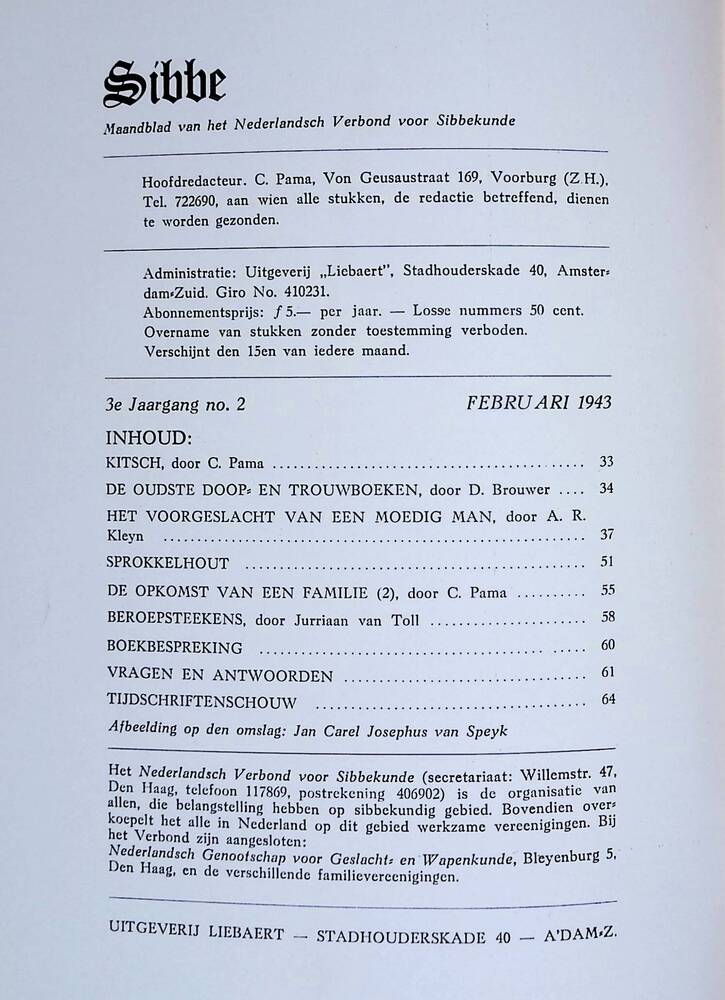 Sibbe
Maandblad van het Nederlandsch Verbond voor Sibbekunde
Hoofdredacteur. C. Pama, Von Geusaustraat 169, Voorburg (Z.H.),
Tel. 722690, aan wien alle stukken, de redactie betreffend, dienen
te worden gezonden.
Administratie: Uitgeverij „Liebaert”, Stadhouderskade 40, Amster=
dam=Zuid. Giro No. 410231.
Abonnementsprijs: ƒ 5.— per jaar. — Losse nummers 50 cent.
Overname van stukken zonder toestemming verboden.
Verschijnt den 15en van iedere maand.
3e Jaargang no. 2 FEBRUARI 1943
INHOUD:
KITSCH, door C. Pama ........................................ 33
DE OUDSTE DOOP= EN TROUWBOEKEN, door D. Brouwer .... 34
HET VOORGESLACHT VAN EEN MOEDIG MAN, door A. R.
Kleyn ...................................................... 37
SPROKKELHOUT ............................................ 51
DE OPKOMST VAN EEN FAMILIE (2), door C. Pama .......... 55
BEROEPSTEEKENS, door Jurriaan van Toll .................... 58
BOEKBESPREKING .......................................... 60
VRAGEN EN ANTWOORDEN ............................... 61
TIJDSCHRIFTENSCHOUW ................................... 64
Afbeelding op den omslag: Jan Carel Josephus van Speyk
Het Nederlandsch Verbond voor Sibbekunde (secretariaat: Willemstr. 47,
Den Haag, telefoon 117869, postrekening 406902) is de organisatie van
allen, die belangstelling hebben op sibbekundig gebied. Bovendien over=
koepelt het alle in Nederland op dit gebied werkzame vereenigingen. Bij
het Verbond zijn aangesloten:
Nederlandsch Genootschap voor Geslacht= en Wapenkunde, Bleyenburg 5,
Den Haag, en de verschillende familievereenigingen.
UITGEVERIJ LIEBAERT — STADHOUDERSKADE 40 — A'DAM=Z.